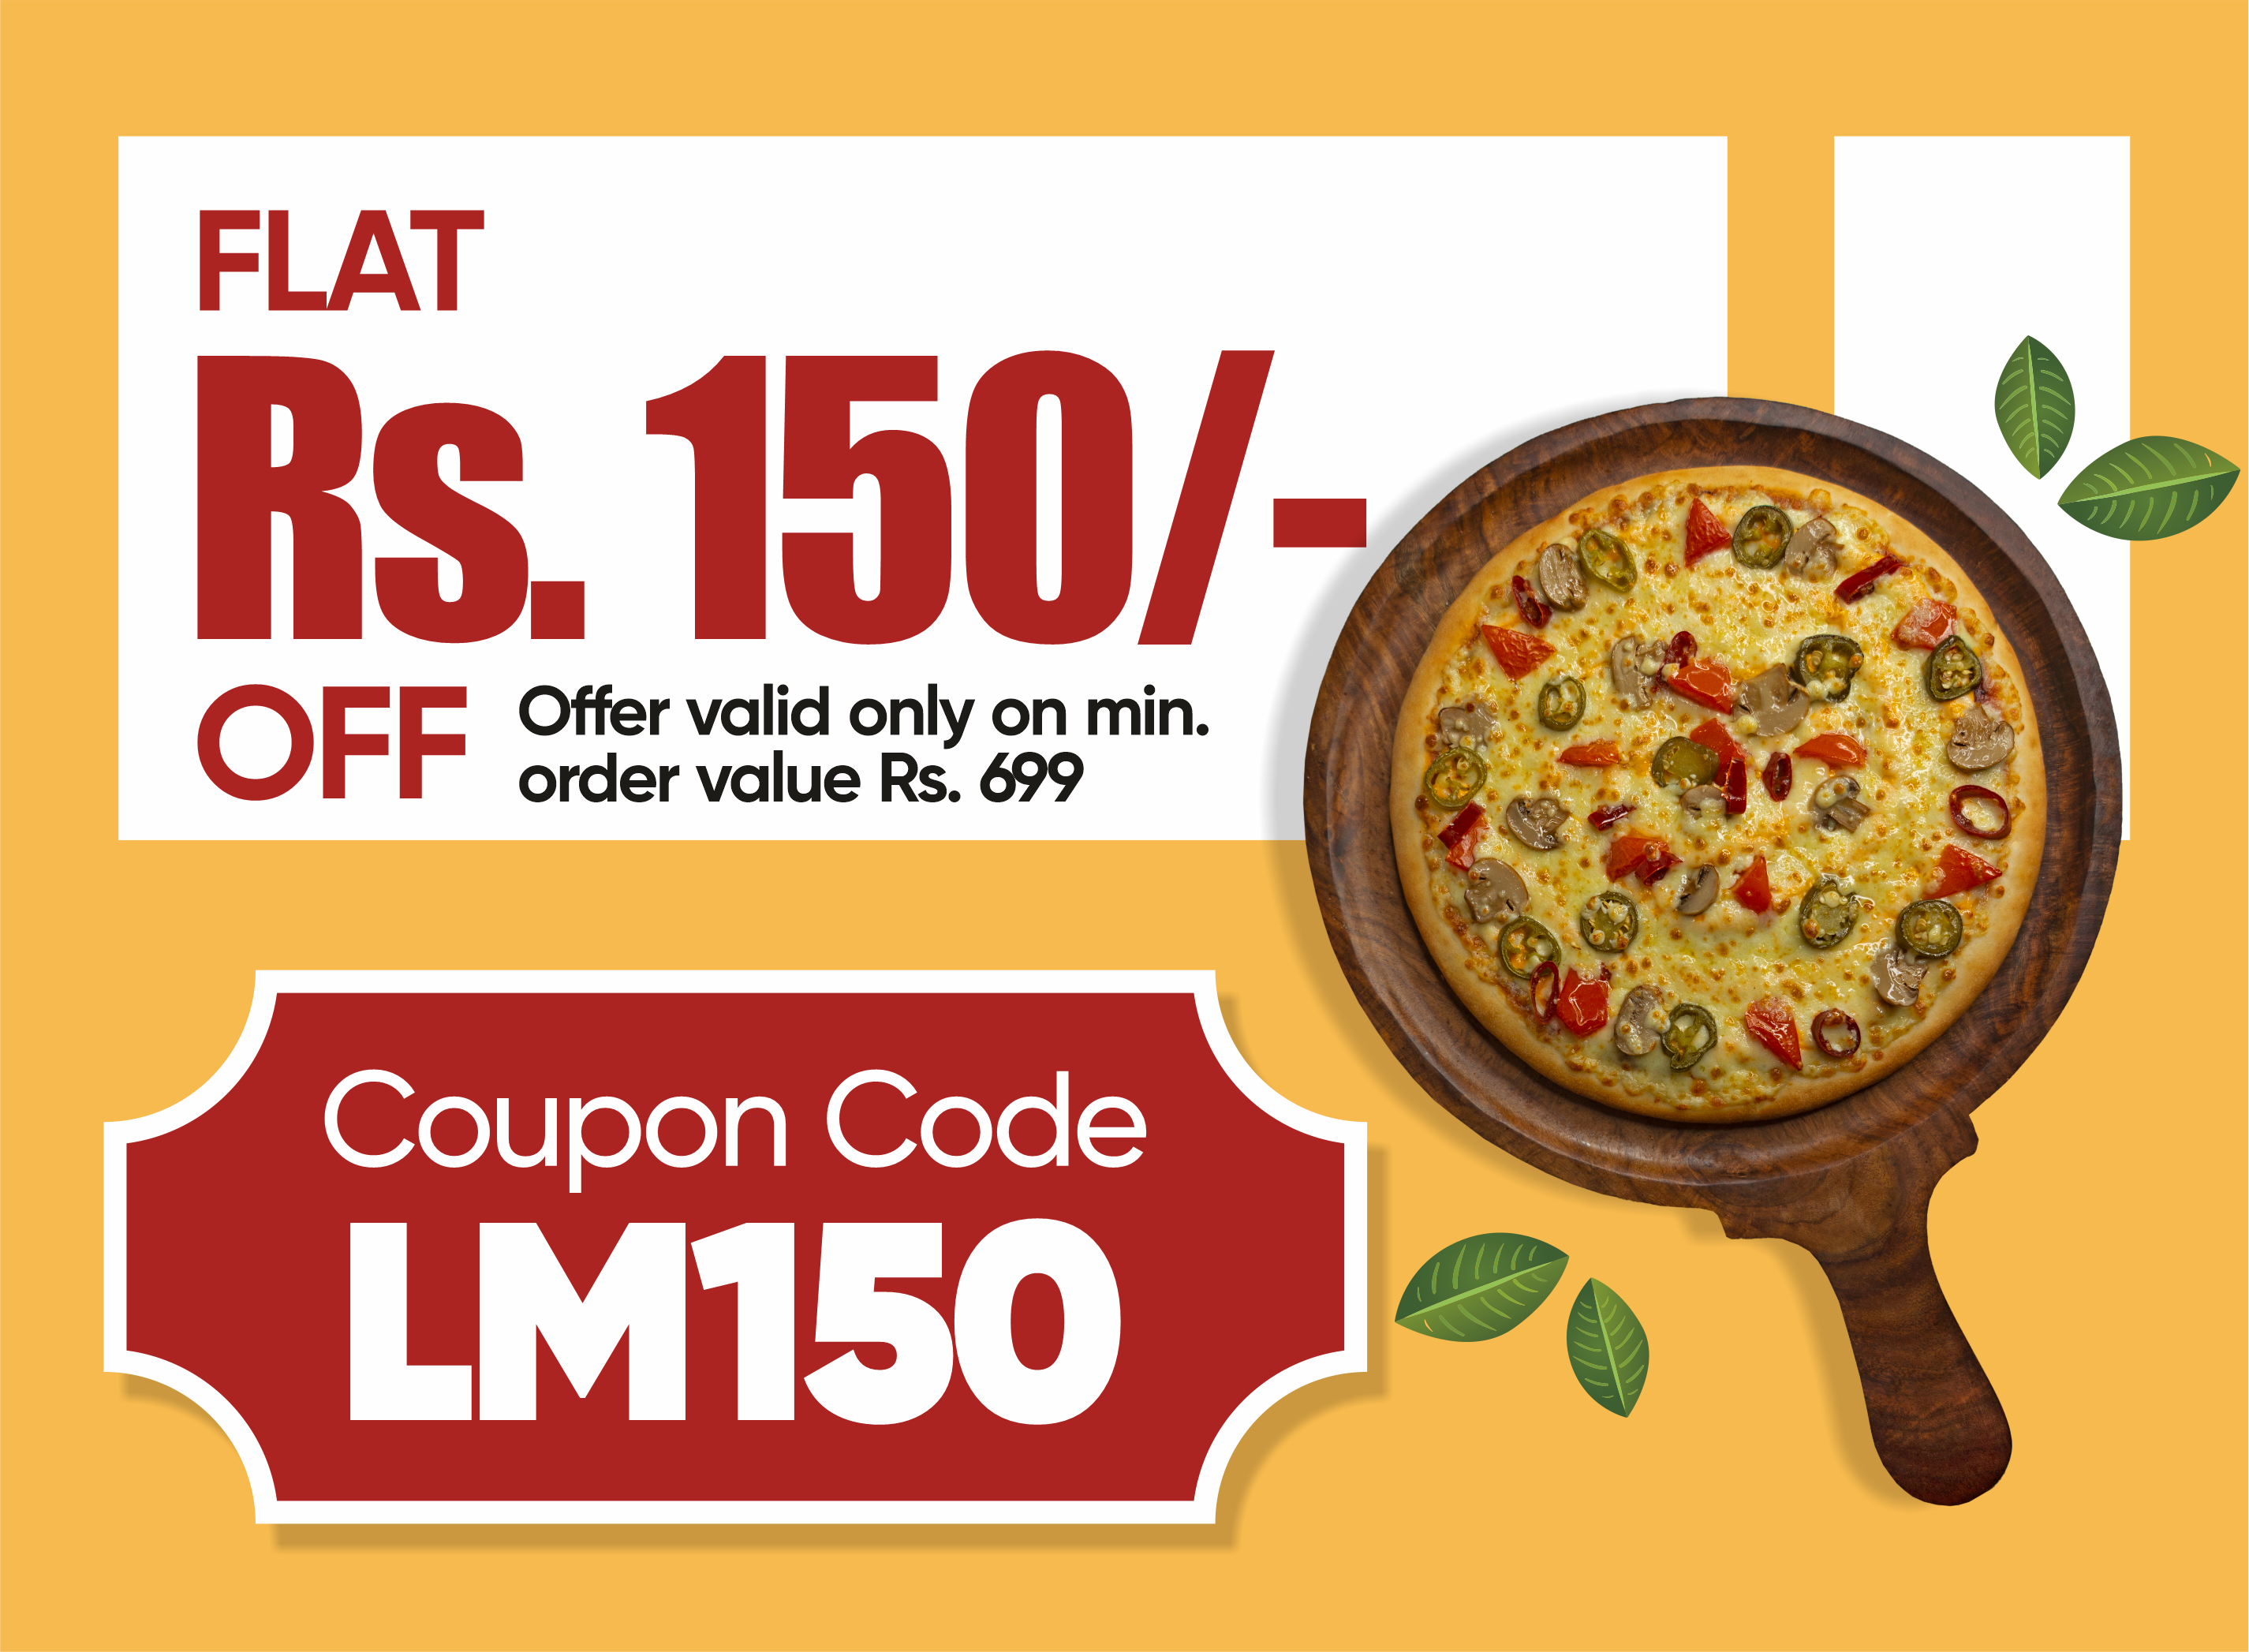 FLAT
Rs. 150/-
OFF
Offer valid only on min.
order value Rs. 699
Coupon Code
LM150